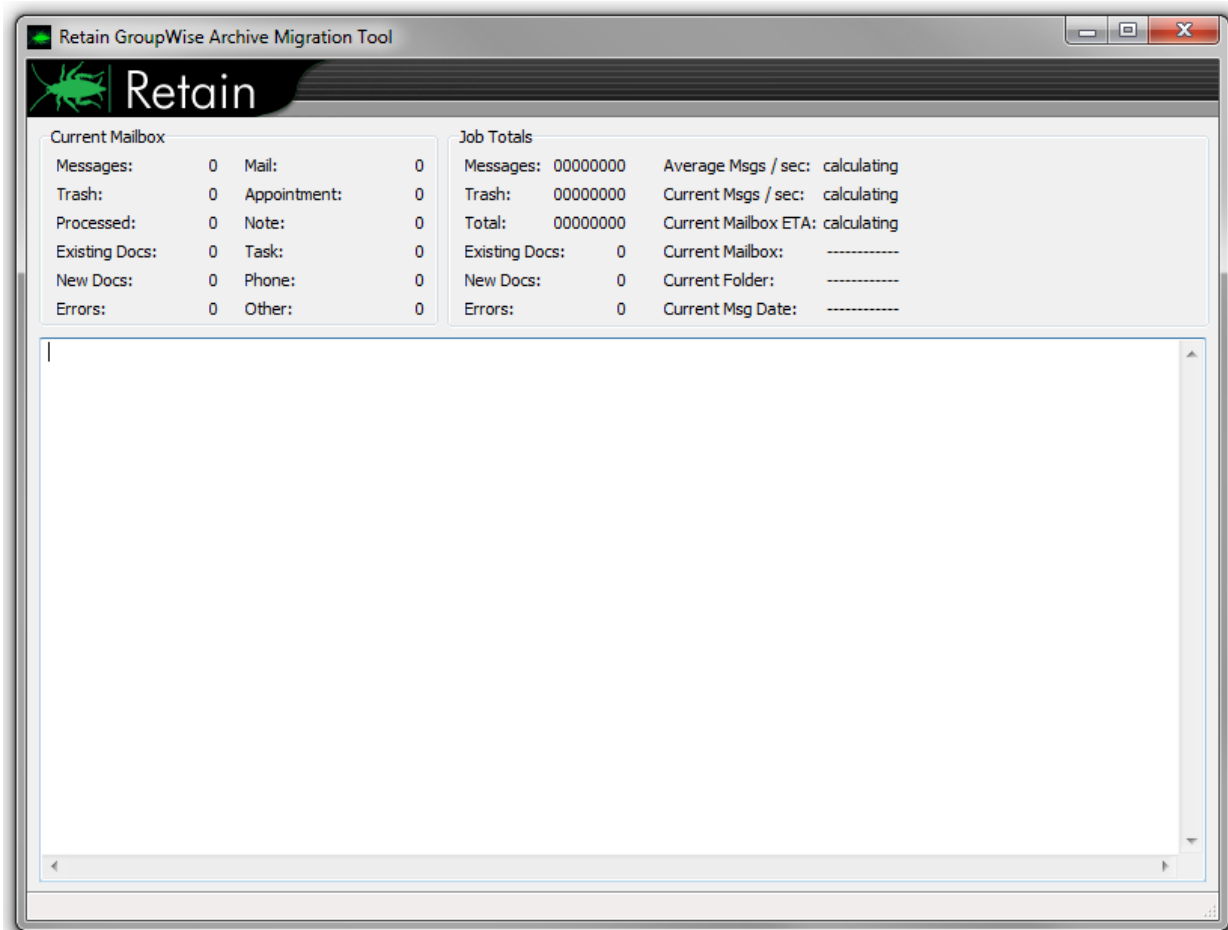 Retain GroupWise Archive Migration Tool
Retain
Current Mailbox
Messages: 0 Mail: 0
Trash: 0 Appointment: 0
Processed: 0 Note: 0
Existing Docs: 0 Task: 0
New Docs: 0 Phone: 0
Errors: 0 Other: 0
Job Totals
Messages: 00000000 Average Msgs / sec: calculating
Trash: 00000000 Current Msgs / sec: calculating
Total: 00000000 Current Mailbox ETA: calculating
Existing Docs: 0 Current Mailbox: ------------
New Docs: 0 Current Folder: ------------
Errors: 0 Current Msg Date: ------------